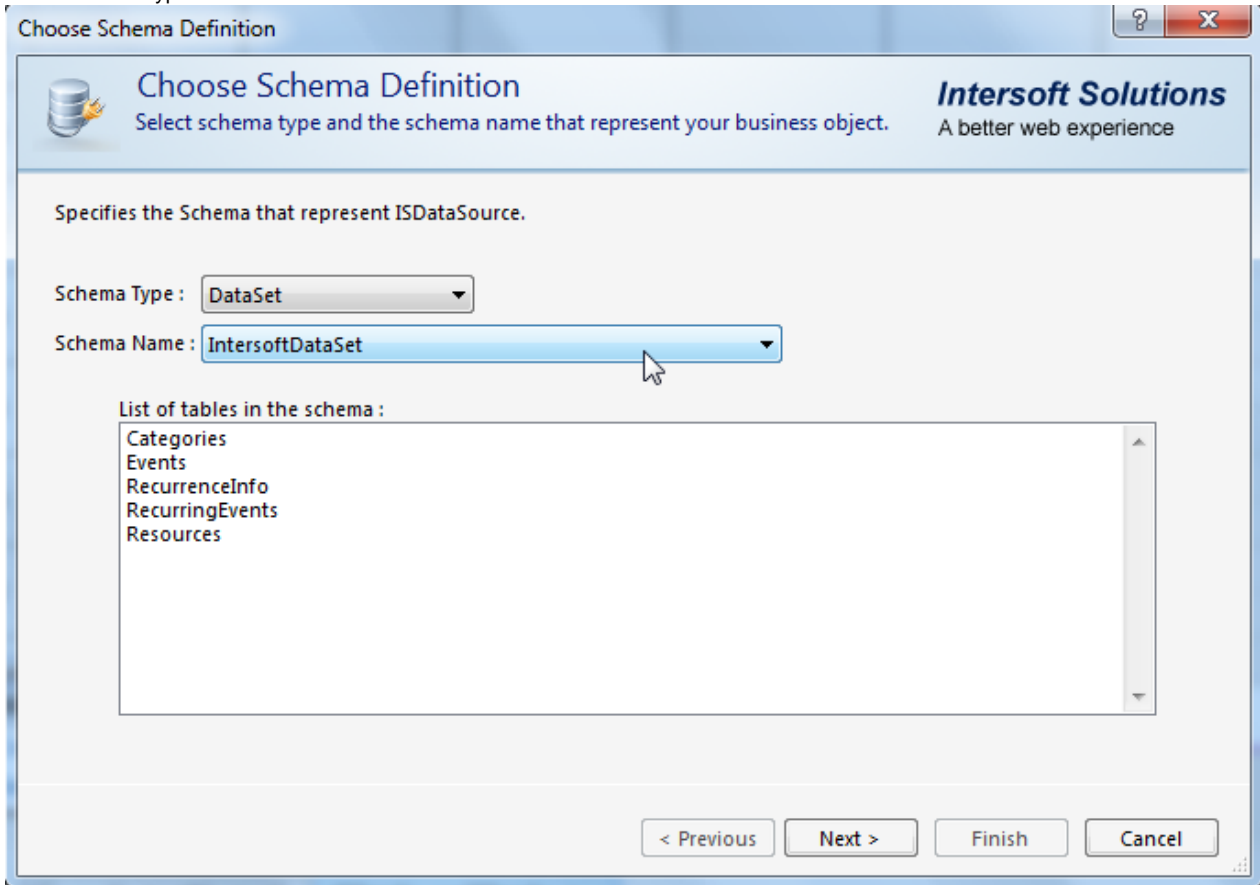 Choose Schema Definition
?
X
Choose Schema Definition
Select schema type and the schema name that represent your business object.
Intersoft Solutions
A better web experience
Specifies the Schema that represent ISDataSource.
Schema Type :
DataSet
Schema Name :
IntersoftDataSet
List of tables in the schema :
Categories
Events
RecurrenceInfo
RecurringEvents
Resources
< Previous
Next >
Finish
Cancel